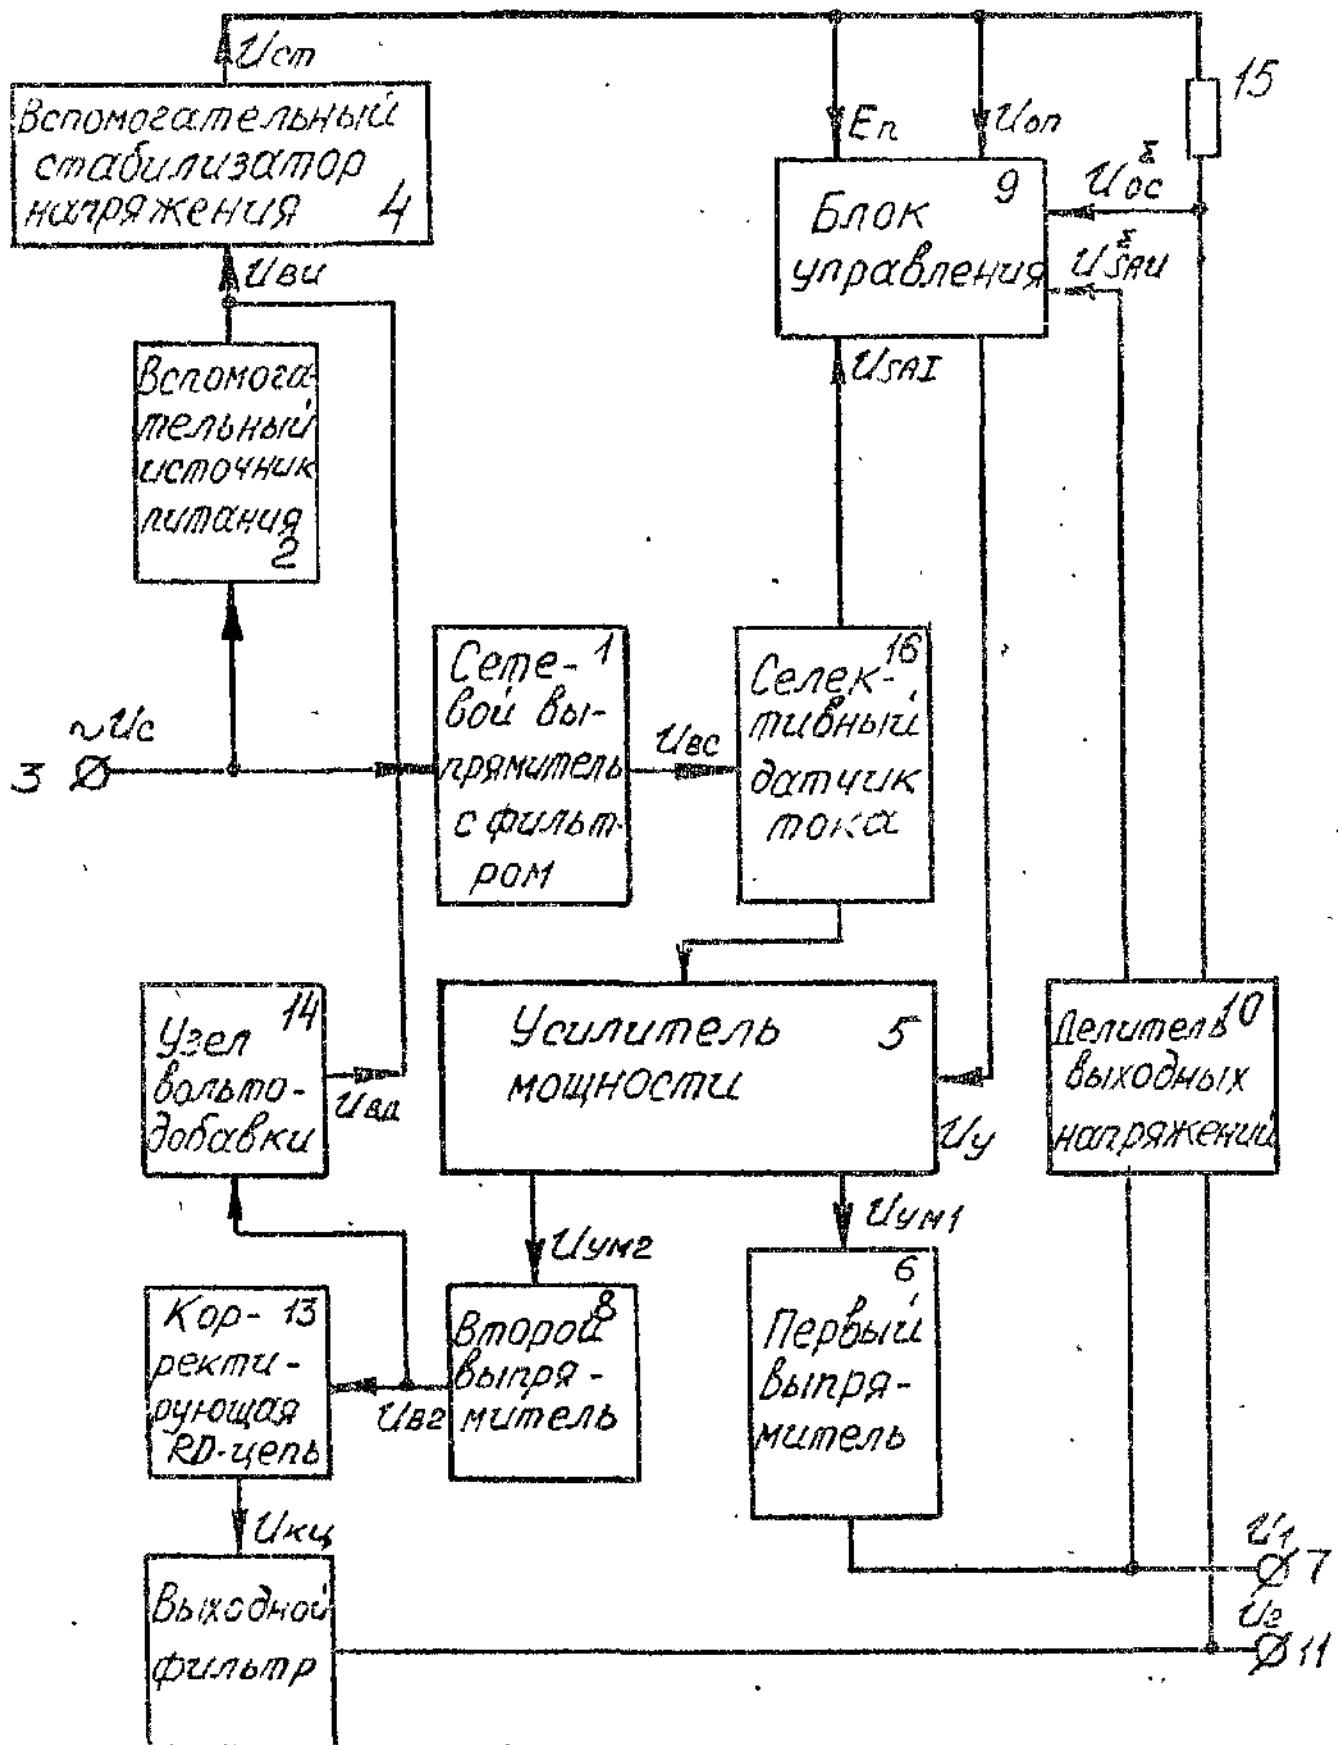 Uст
15
Вспомогательный
стабилизатор
напряжения 4
Eп
Uоп
9
Блок
управления
Uос
Uви
USAU
USAI
Вспомога-
тельный
источник
питания
2
~Uс
3
Сете- 1
вой вы-
прямитель
с фильт-
ром
Uвс
16
Селек-
тивный
датчик
тока
14
Узел
вольто-
добавки
Uвд
Усилитель 5
мощности
Uу
10
Делитель
выходных
напряжений
Uум2
Uум1
Кор- 13
ректи-
рующая
RD-цепь
Uв2
8
Второй
выпря-
митель
6
Первый
выпря-
митель
Uкц
Выходной
фильтр
U1
7
U2
11